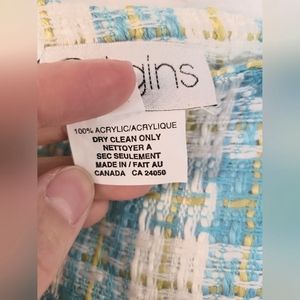 gins
100% ACRYLIC/ACRYLIQUE
DRY CLEAN ONLY
NETTOYER A
SEC SEULEMENT
MADE IN / FAIT AU
CANADA CA 24050